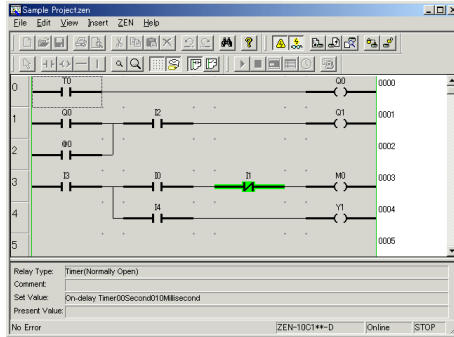 Sample Project.zen
File Edit View Insert ZEN Help
0 T0 Q0 0000
1 Q0 I2 Q1 0001
2 @0 0002
3 I3 I0 I1 M0 0003
4 I4 Y1 0004
5 0005
Relay Type: Timer(Normally Open)
Comment:
Set Value: On-delay Timer00Second010Millisecond
Present Value:
No Error ZEN-10C1**-D Online STOP